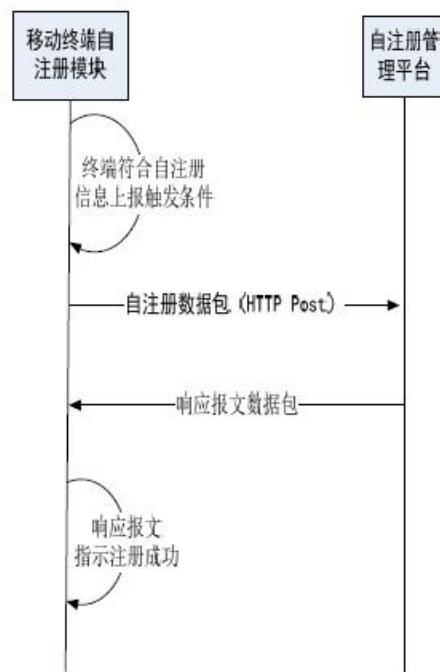 移动终端自
注册模块
自注册管
理平台
终端符合自注册
信息上报触发条件
自注册数据包 (HTTP Post)
响应报文数据包
响应报文
指示注册成功